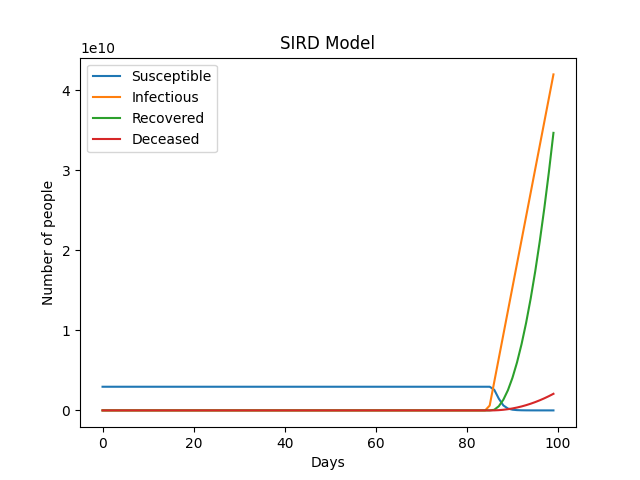 SIRD Model
1e10
Susceptible
Infectious
Recovered
Deceased
Number of people
4
3
2
1
0
0 20 40 60 80 100
Days